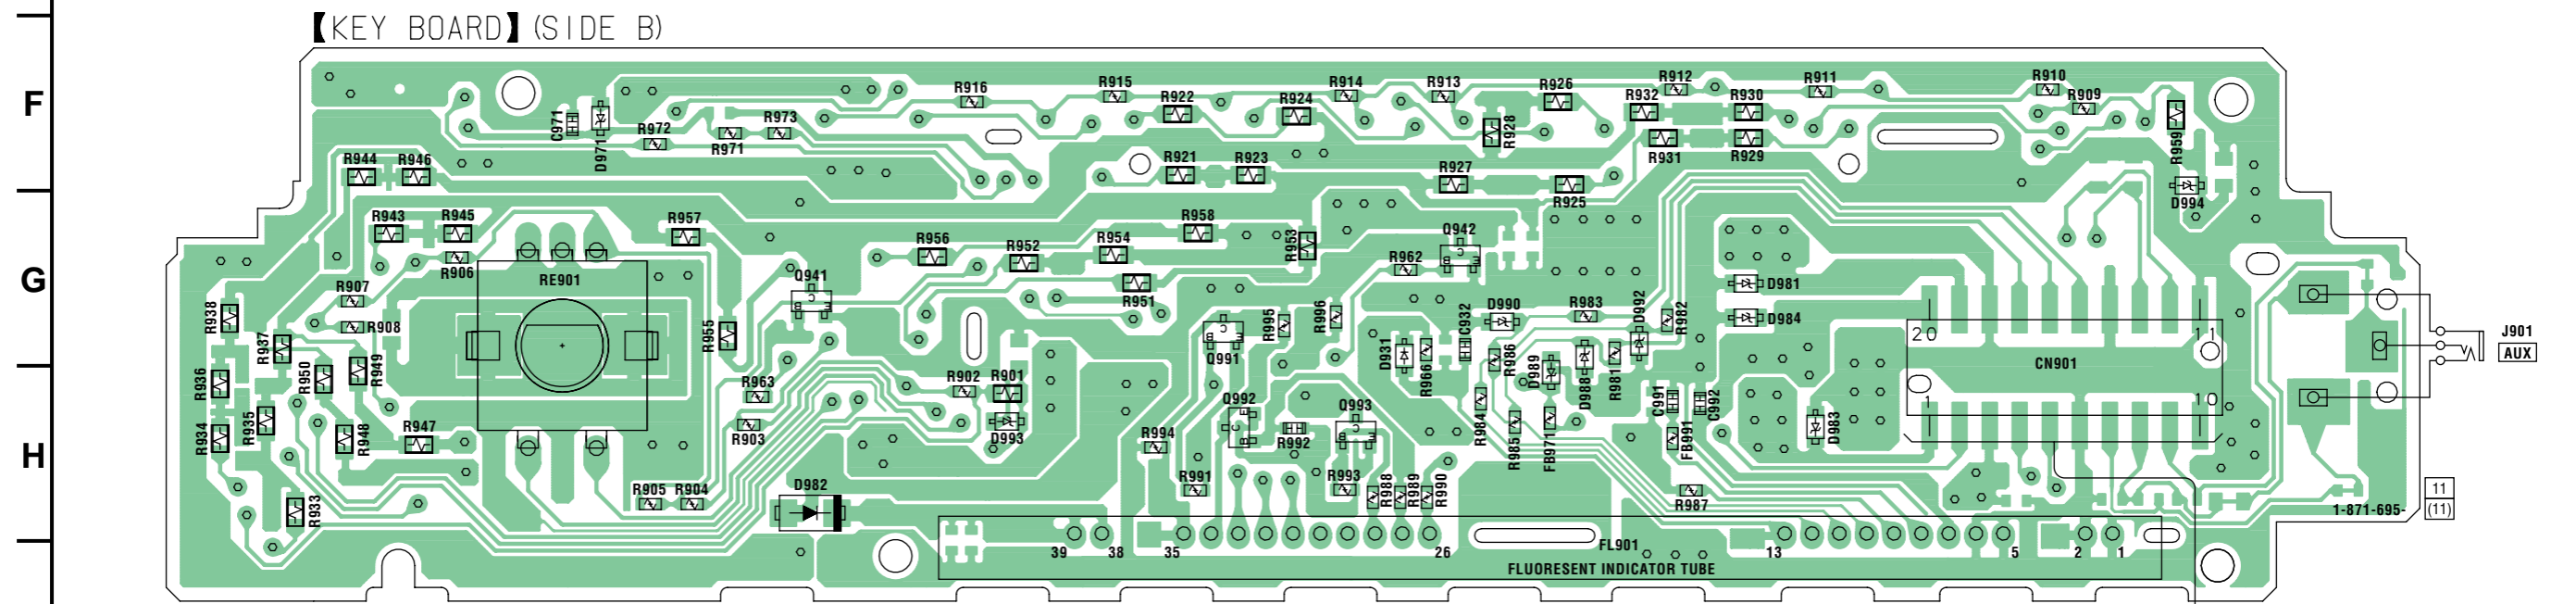 【KEY BOARD】(SIDE B)
F
G
H
R916
R915
R914
R913
R926
R912
R911
R910
R909
C971
D971
R972
R973
R971
R922
R924
R928
R932
R930
R931
R929
R959
R944
R946
R921
R923
R927
R925
D994
R943
R945
R906
R957
R956
R952
R954
R958
R951
R953
R962
Q942
C
B
E
RE901
Q941
C
B
E
R907
R908
R938
R937
R936
R935
R934
R960
R949
R948
R947
R933
R955
R963
R903
R905
R904
D982
R902
R901
D993
Q991
C
B
E
R995
R996
D931
R966
C932
D990
R986
R983
D992
R982
D989
D988
R981
D981
D984
D983
Q992
E
C
B
R992
Q993
C
B
E
R994
R991
R993
R988
R989
R990
R984
R985
FB971
C991
C992
FB991
R987
20
11
CN901
1
10
J901
AUX
11
(11)
1-871-695-
39
38
35
26
FL901
13
5
2
1
FLUORESENT INDICATOR TUBE